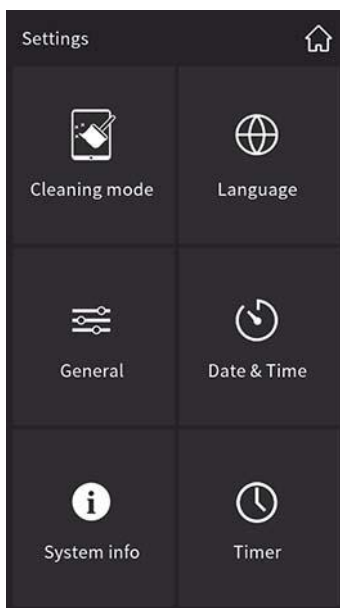 Settings
Cleaning mode
Language
General
Date & Time
System info
Timer